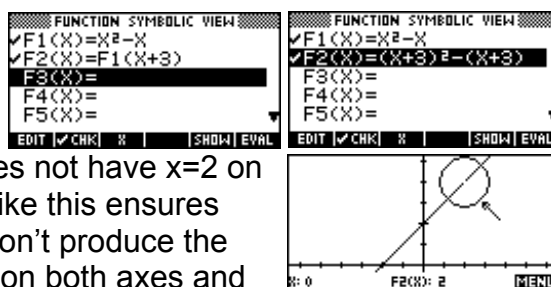 FUNCTION SYMBOLIC VIEW
✔F1(X)=X²-X
✔F2(X)=F1(X+3)
F3(X)=
F4(X)=
F5(X)=
EDIT ✔CHK X SHOW EVAL
FUNCTION SYMBOLIC VIEW
✔F1(X)=X²-X
✔F2(X)=(X+3)²-(X+3)
F3(X)=
F4(X)=
F5(X)=
EDIT ✔CHK X SHOW EVAL
es not have x=2 on
ike this ensures
on't produce the
on both axes and
X: 0 F2(X): 2 MENU